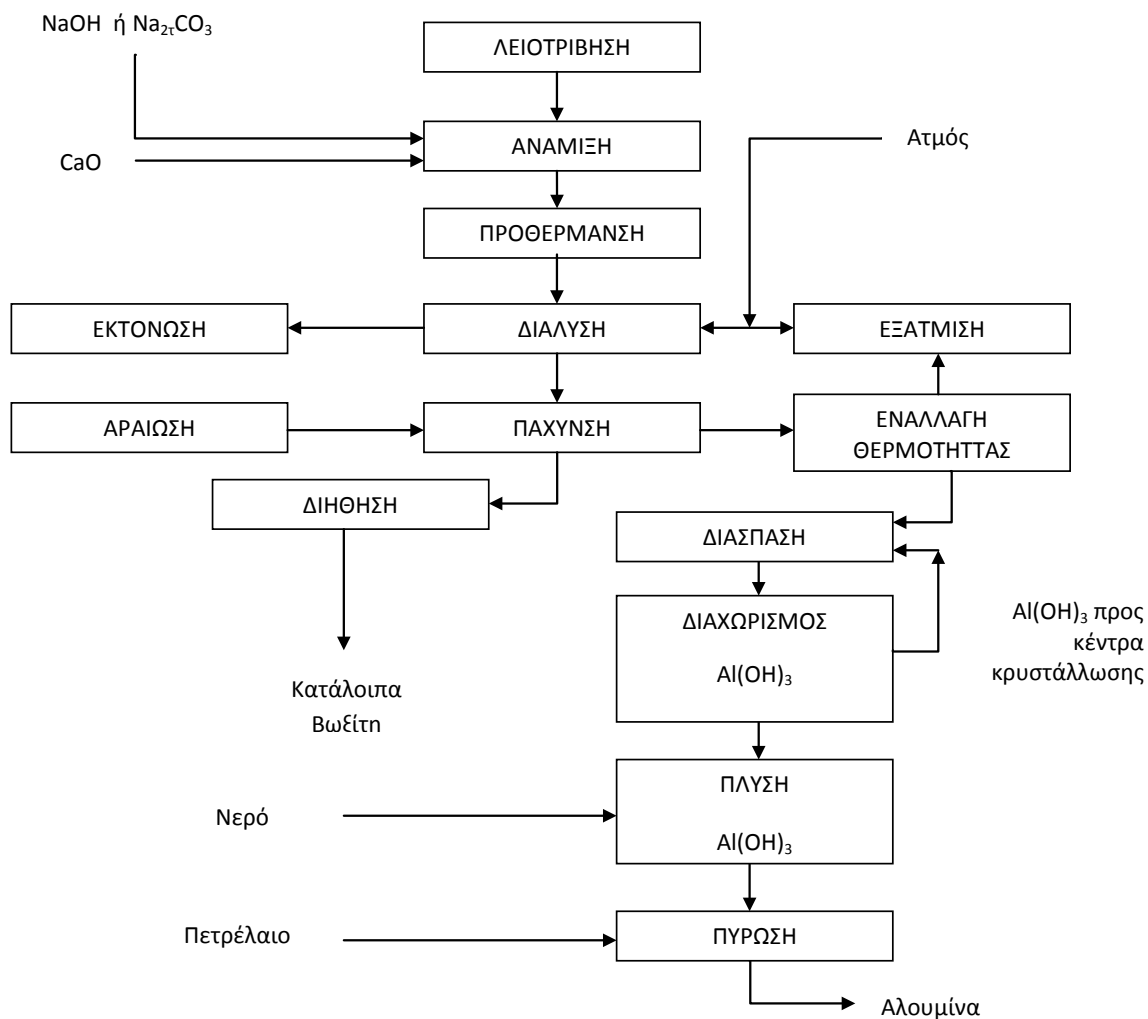 NaOH ή Na₂τCO₃
ΛΕΙΟΤΡΙΒΗΣΗ
ΑΝΑΜΙΞΗ
Ατμός
CaO
ΠΡΟΘΕΡΜΑΝΣΗ
ΕΚΤΟΝΩΣΗ
ΔΙΑΛΥΣΗ
ΕΞΑΤΜΙΣΗ
ΑΡΑΙΩΣΗ
ΠΑΧΥΝΣΗ
ΕΝΑΛΛΑΓΗ
ΘΕΡΜΟΤΗΤΤΑΣ
ΔΙΗΘΗΣΗ
ΔΙΑΣΠΑΣΗ
ΔΙΑΧΩΡΙΣΜΟΣ
Al(OH)₃
Al(OH)₃ προς
κέντρα
κρυστάλλωσης
Κατάλοιπα
Βωξίτη
ΠΛΥΣΗ
Al(OH)₃
Νερό
Πετρέλαιο
ΠΥΡΩΣΗ
Αλουμίνα